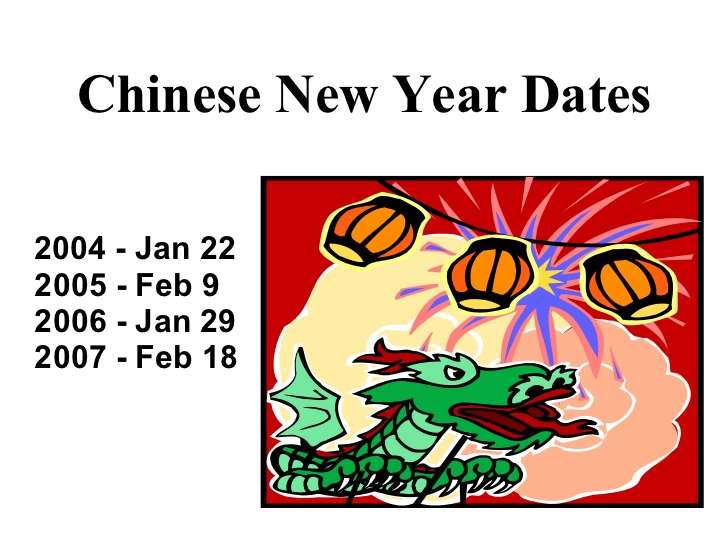 Chinese New Year Dates
2004 - Jan 22
2005 - Feb 9
2006 - Jan 29
2007 - Feb 18